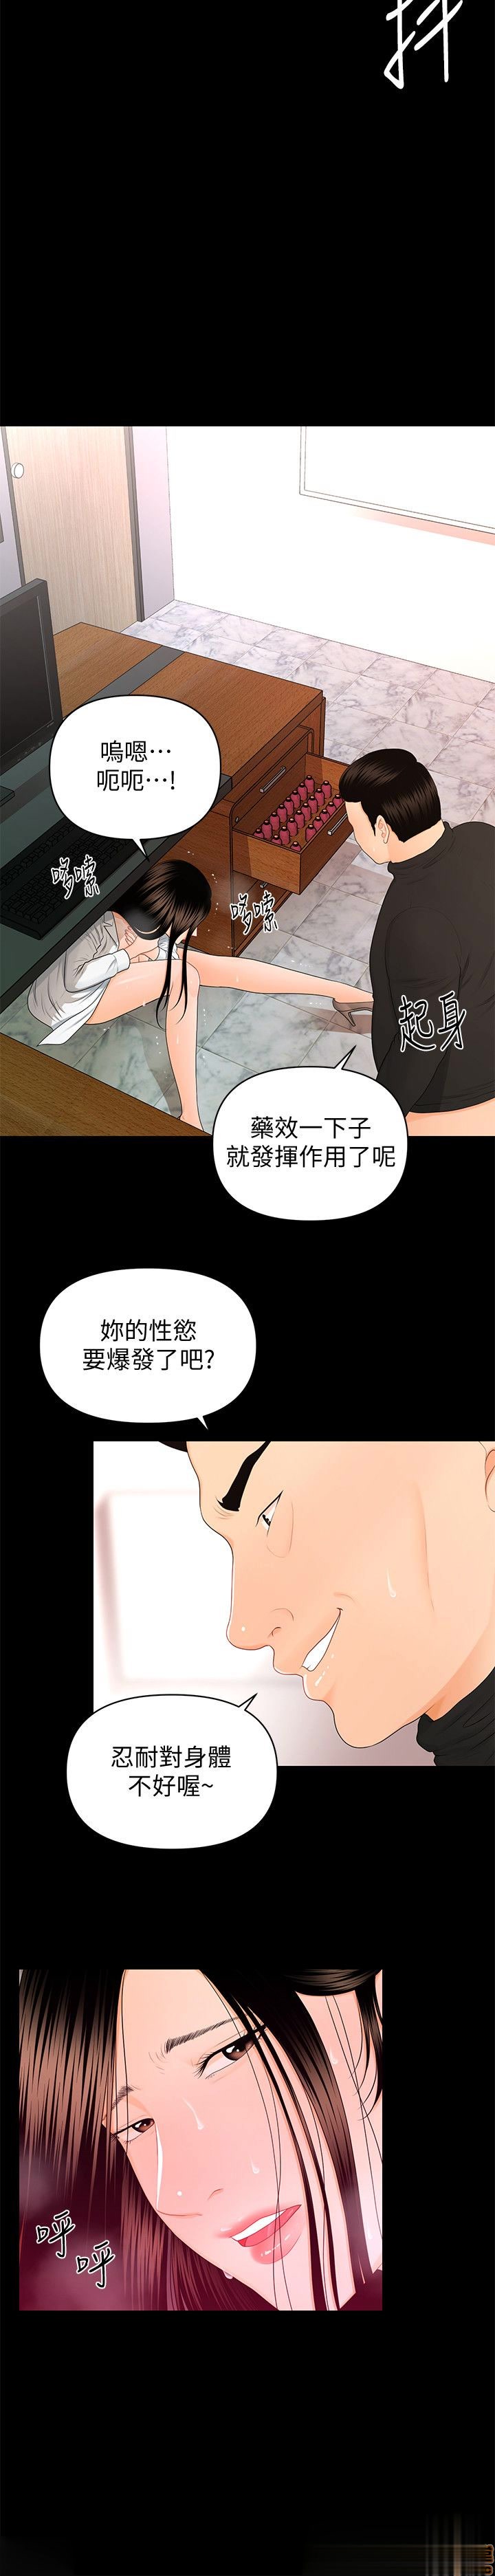 抖
嗚嗯⋯
呃呃⋯!
哆嗦
哆嗦
起身
藥效一下子
就發揮作用了呢
妳的性慾
要爆發了吧?
忍耐對身體
不好喔~
呼
呼